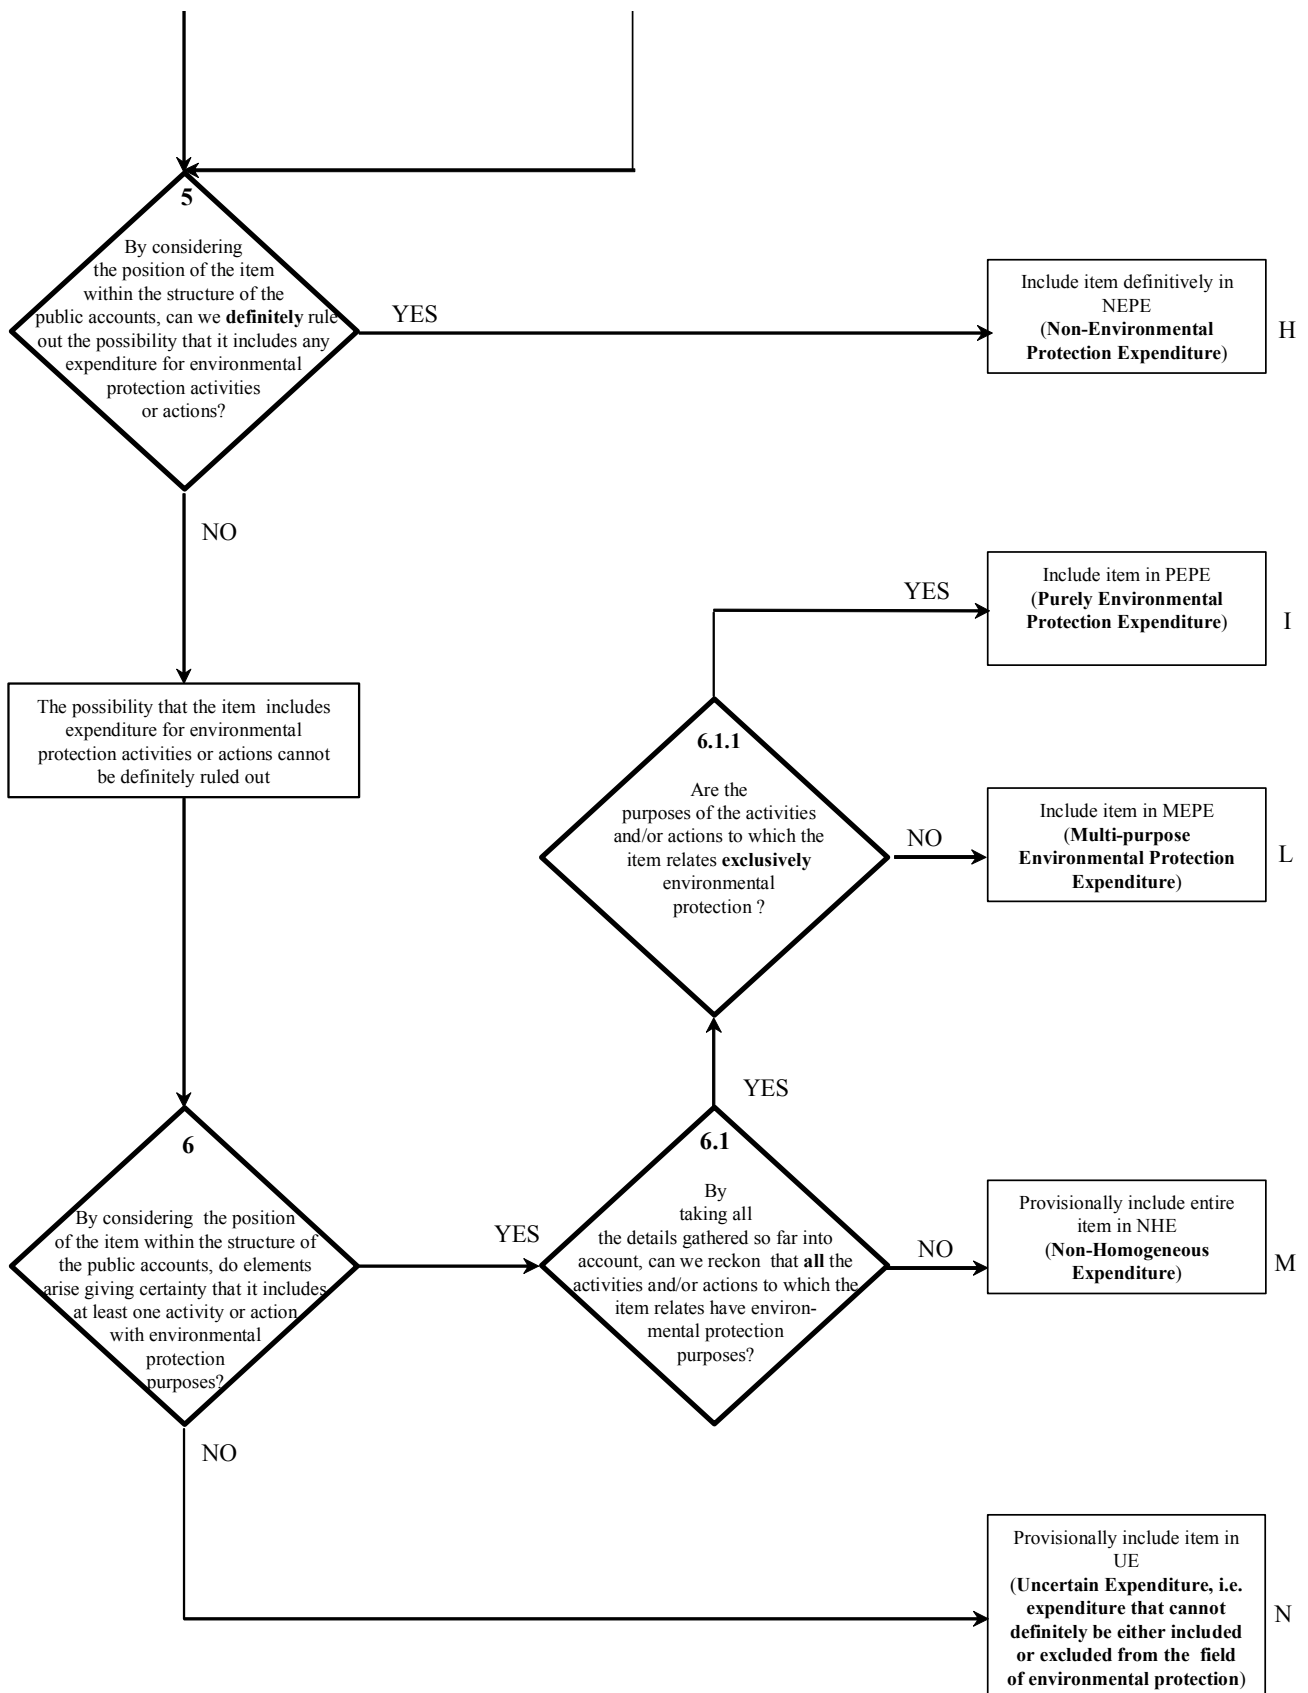 5
By considering
the position of the item
within the structure of the
public accounts, can we definitely rule
out the possibility that it includes any
expenditure for environmental
protection activities
or actions?
YES
Include item definitively in
NEPE
(Non-Environmental
Protection Expenditure)
H
NO
YES
Include item in PEPE
(Purely Environmental
Protection Expenditure)
I
The possibility that the item includes
expenditure for environmental
protection activities or actions cannot
be definitely ruled out
6.1.1
Are the
purposes of the activities
and/or actions to which the
item relates exclusively
environmental
protection ?
NO
Include item in MEPE
(Multi-purpose
Environmental Protection
Expenditure)
L
YES
6
By considering the position
of the item within the structure of
the public accounts, do elements
arise giving certainty that it includes
at least one activity or action
with environmental
protection
purposes?
YES
6.1
By
taking all
the details gathered so far into
account, can we reckon that all the
activities and/or actions to which the
item relates have environ-
mental protection
purposes?
NO
Provisionally include entire
item in NHE
(Non-Homogeneous
Expenditure)
M
NO
Provisionally include item in
UE
(Uncertain Expenditure, i.e.
expenditure that cannot
definitely be either included
or excluded from the field
of environmental protection)
N